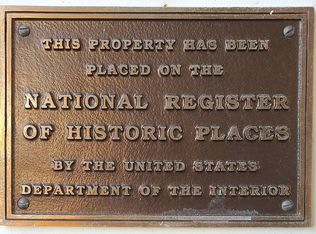 THIS PROPERTY HAS BEEN
PLACED ON THE
NATIONAL REGISTER
OF HISTORIC PLACES
BY THE UNITED STATES
DEPARTMENT OF THE INTERIOR